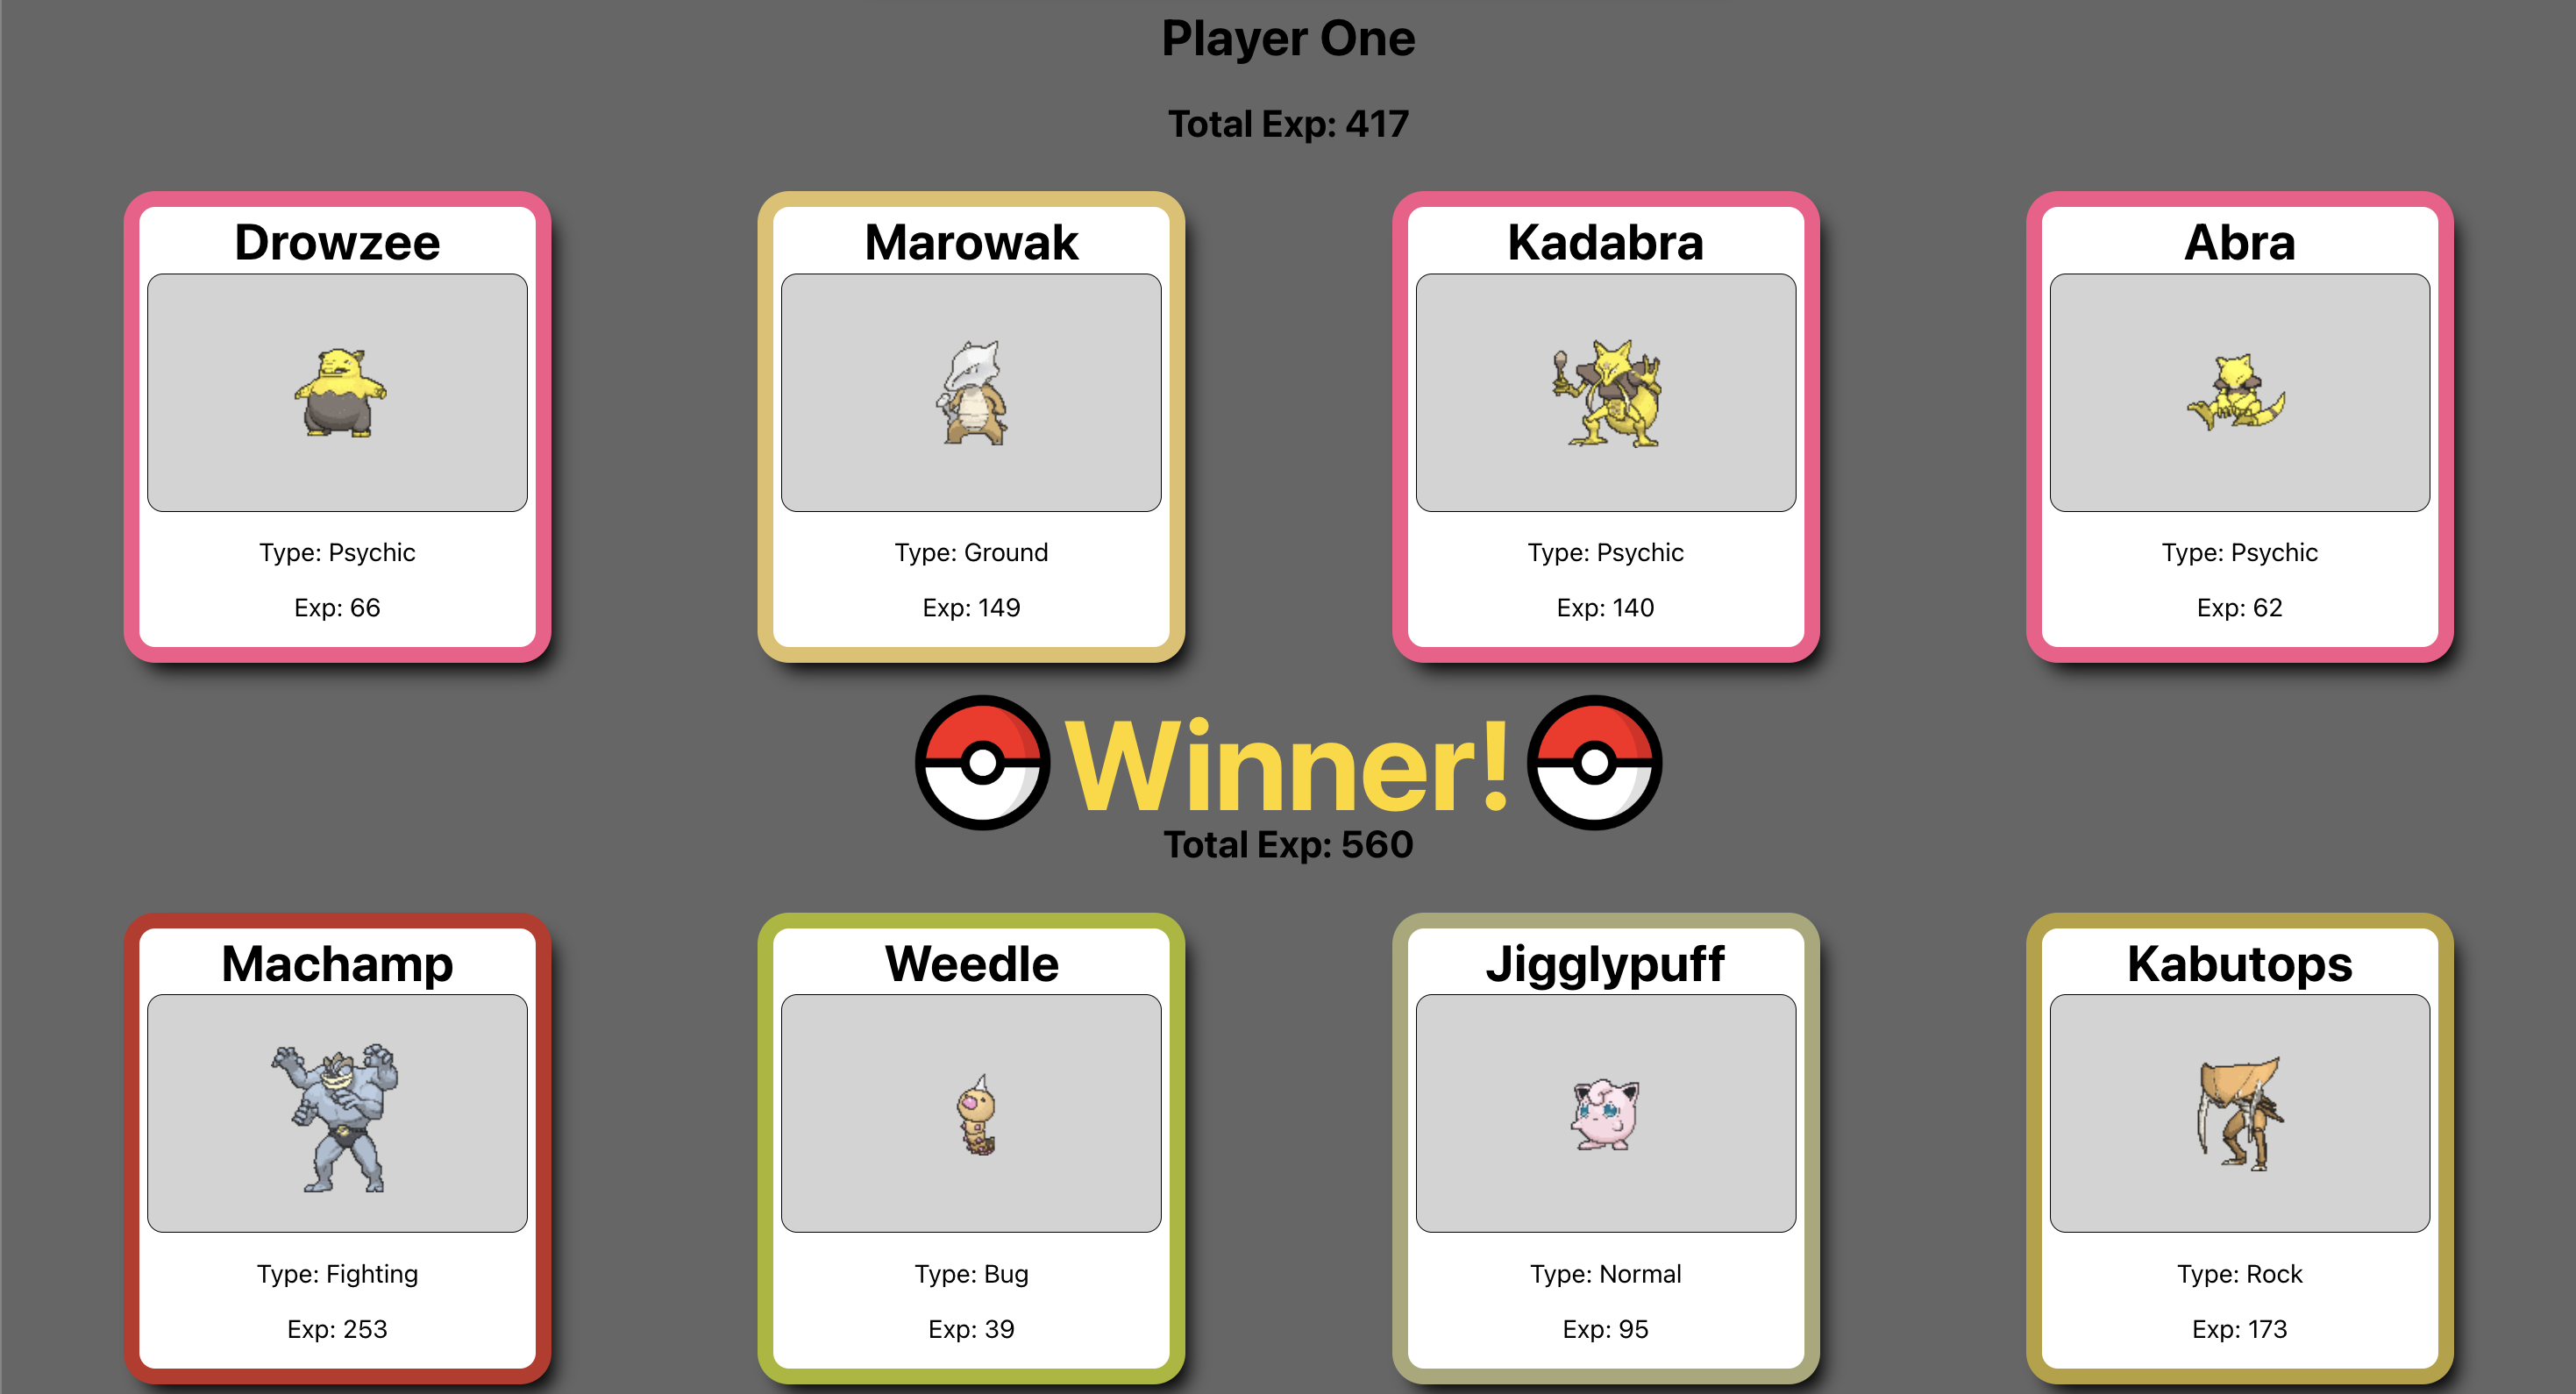 Player One
Total Exp: 417
Drowzee
Type: Psychic
Exp: 66
Marowak
Type: Ground
Exp: 149
Kadabra
Type: Psychic
Exp: 140
Abra
Type: Psychic
Exp: 62
Winner!
Total Exp: 560
Machamp
Type: Fighting
Exp: 253
Weedle
Type: Bug
Exp: 39
Jigglypuff
Type: Normal
Exp: 95
Kabutops
Type: Rock
Exp: 173